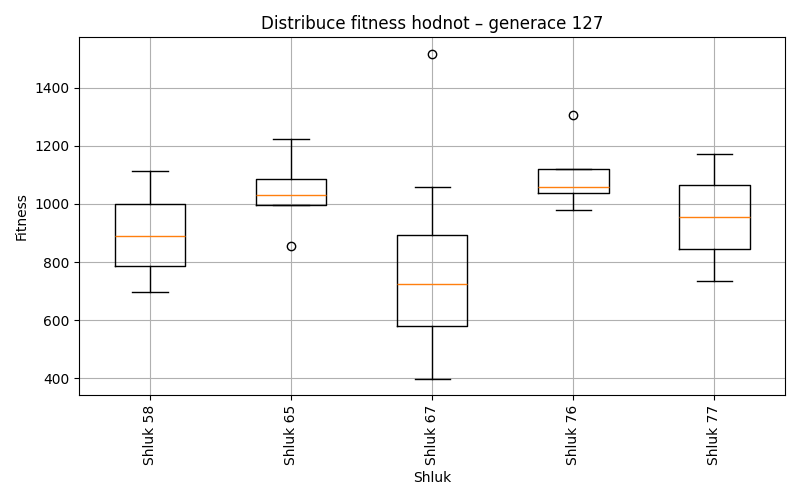 Distribuce fitness hodnot – generace 127
Fitness
1400
1200
1000
800
600
400
Shluk 58
Shluk 65
Shluk 67
Shluk 76
Shluk 77
Shluk